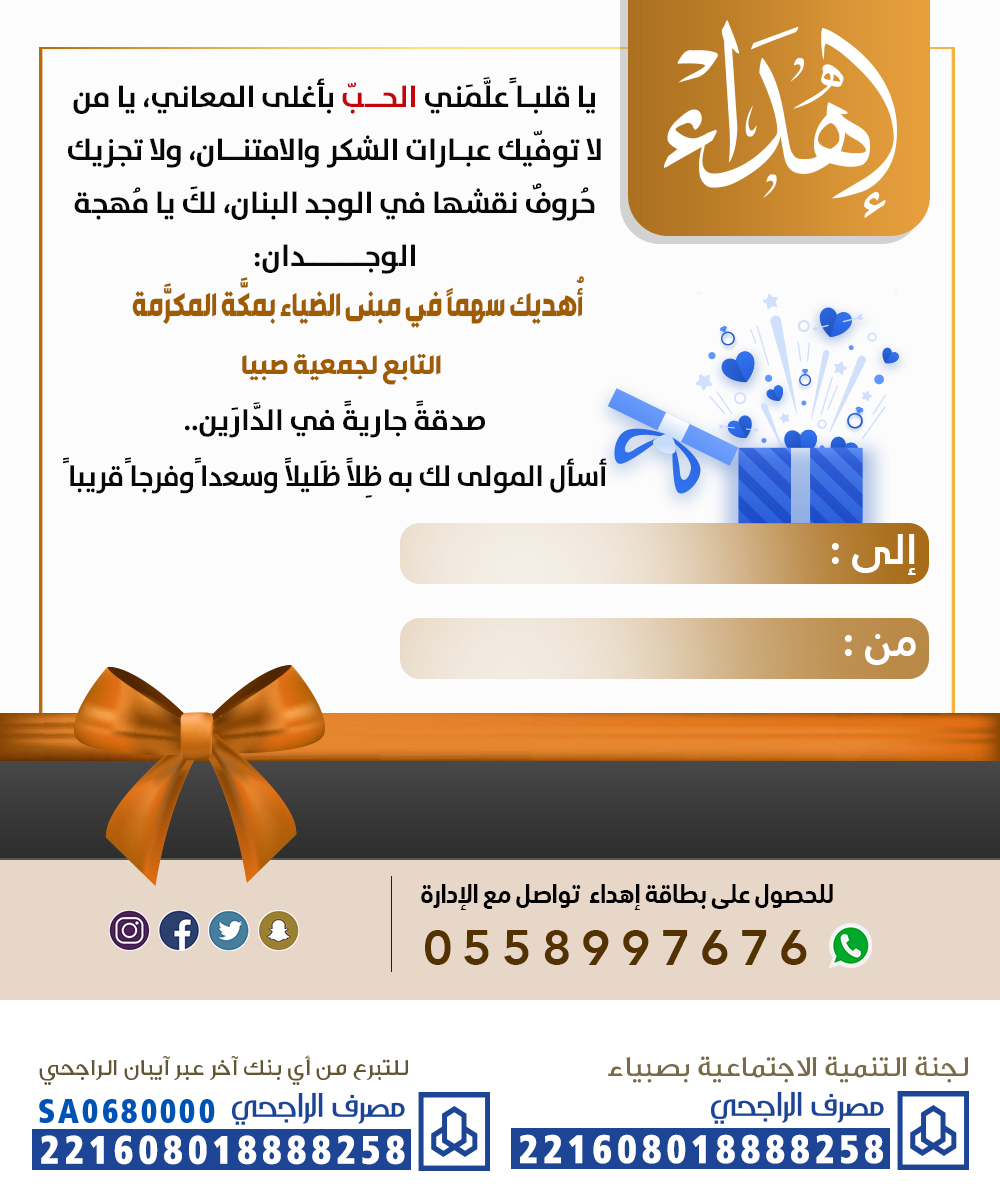 إهداء
يا قلباً علَّمَني الحــبّ بأغلى المعاني، يا من
لا توفّيك عبـارات الشكر والامتنــان، ولا تجزيك
حُروفٌ نقشها في الوجد البنان، لكَ يا مُهجة
الوجــــــدان:
أُهديك سهماً في مبنى الضياء بمكَّة المكرَّمة
التابع لجمعية صبيا
صدقةً جاريةً في الدَّارَين..
أسأل المولى لك به ظِلاً ظَليلاً وسعداً وفرجاً قريباً
إلى :
من :
للحصول على بطاقة إهداء تواصل مع الإدارة
0558997676
لجنة التنمية الاجتماعية بصبياء
مصرف الراجحي
221608018888258
للتبرع من أي بنك آخر عبر آيبان الراجحي
مصرف الراجحي SA0680000
221608018888258